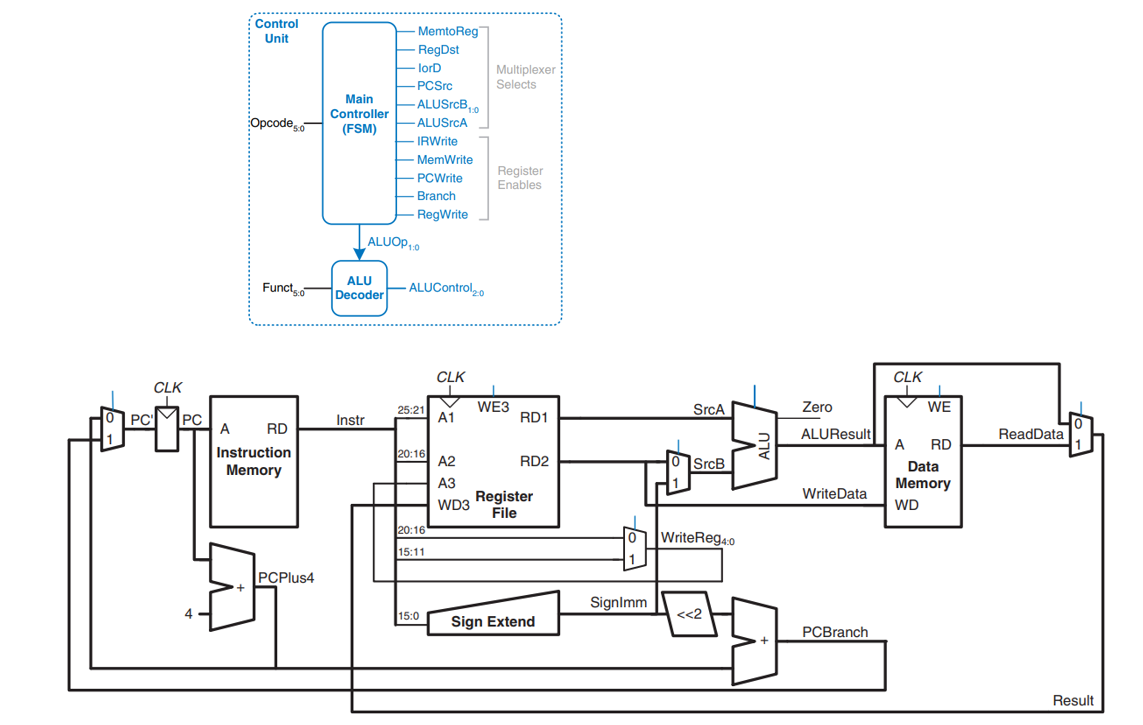 Control
Unit
MemtoReg
RegDst
IorD
PCSrc
ALUSrcB1:0
ALUSrcA
Multiplexer
Selects
Main
Controller
(FSM)
Opcode5:0
IRWrite
MemWrite
PCWrite
Branch
RegWrite
Register
Enables
ALUOp1:0
Funct5:0
ALU
Decoder
ALUControl2:0
CLK
CLK
CLK
0
1
PC'
PC
A
RD
Instruction
Memory
Instr
25:21
20:16
A1
A2
A3
WD3
WE3
RD1
RD2
Register
File
SrcA
0
1
SrcB
ALU
Zero
ALUResult
WriteData
WE
A
RD
Data
Memory
WD
ReadData
0
1
20:16
15:11
0
1
WriteReg4:0
PCPlus4
+
4
15:0
Sign Extend
SignImm
<<2
+
PCBranch
Result